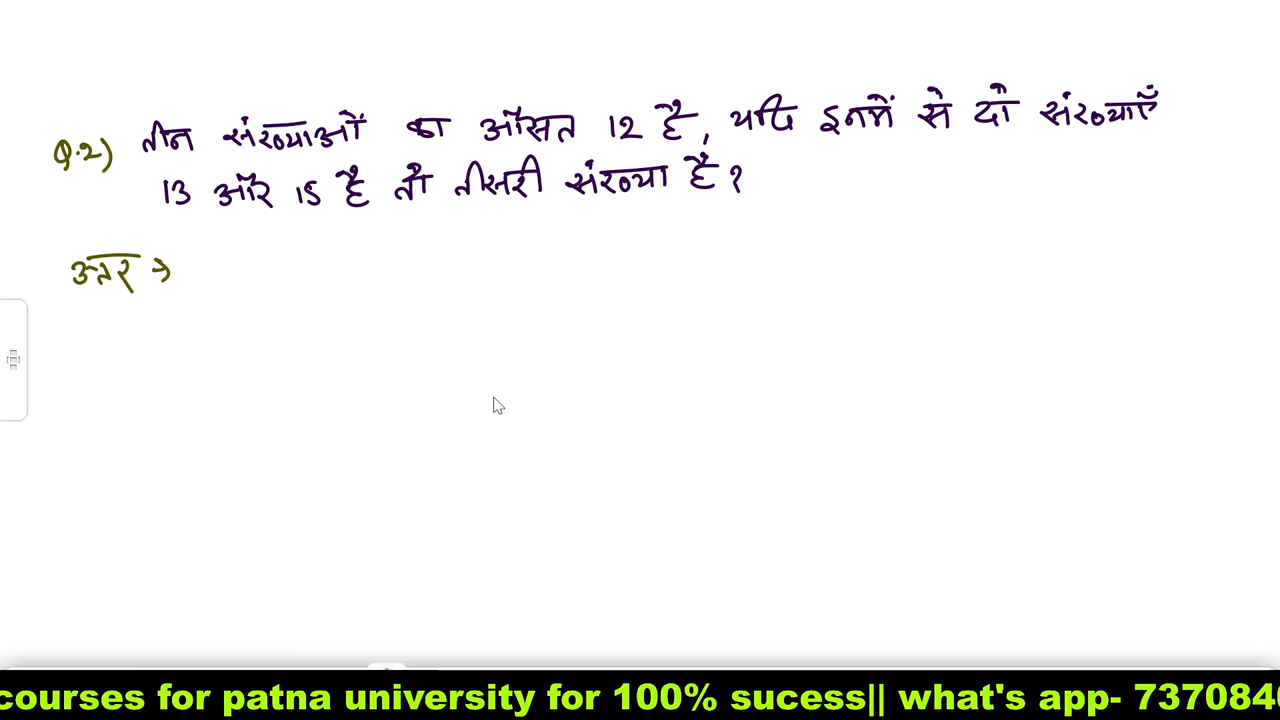 Q.2) तीन संख्याओं का औसत 12 है, यदि इनमें से दो संख्याएँ
13 और 15 है तो तीसरी संख्या है?
उत्तर →
courses for patna university for 100% sucess|| what's app- 737084